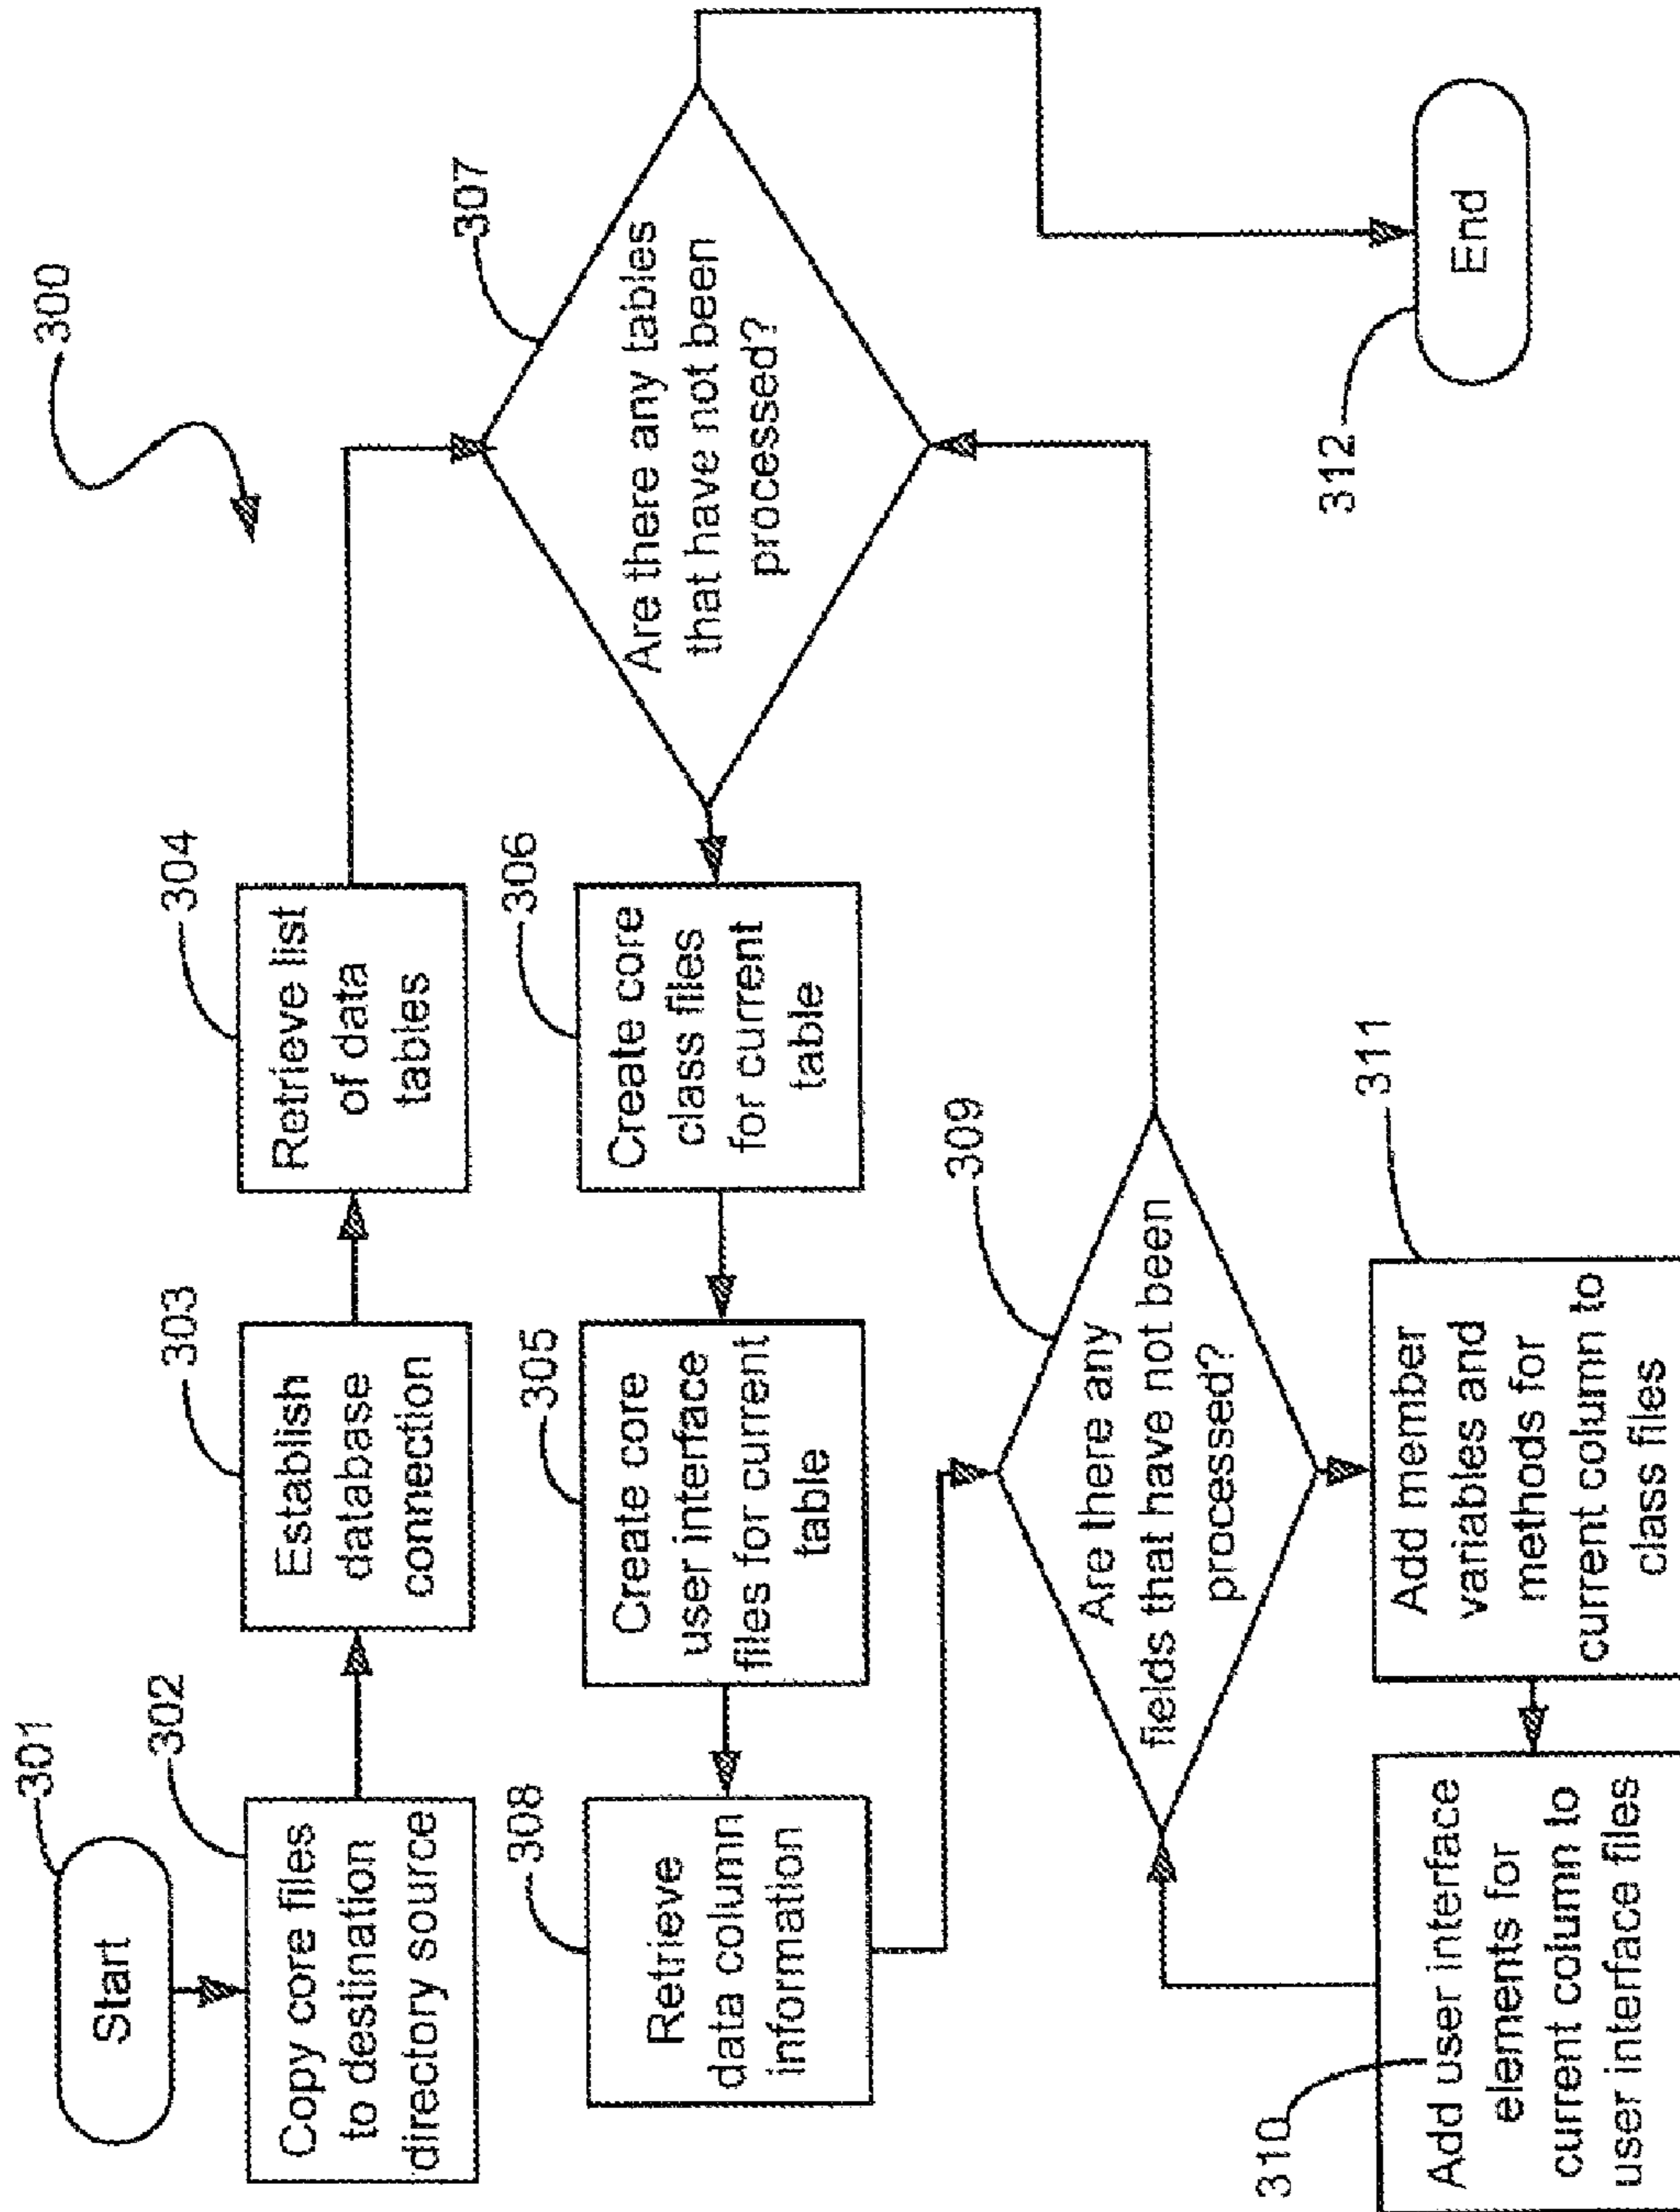 300
301
Start
302
Copy core files
to destination
directory source
303
Establish
database
connection
304
Retrieve list
of data
tables
307
Are there any tables
that have not been
processed?
306
Create core
class files
for current
table
305
Create core
user interface
files for current
table
308
Retrieve
data column
information
309
Are there any
fields that have not been
processed?
311
Add member
variables and
methods for
current column to
class files
310
Add user interface
elements for
current column to
user interface files
312
End